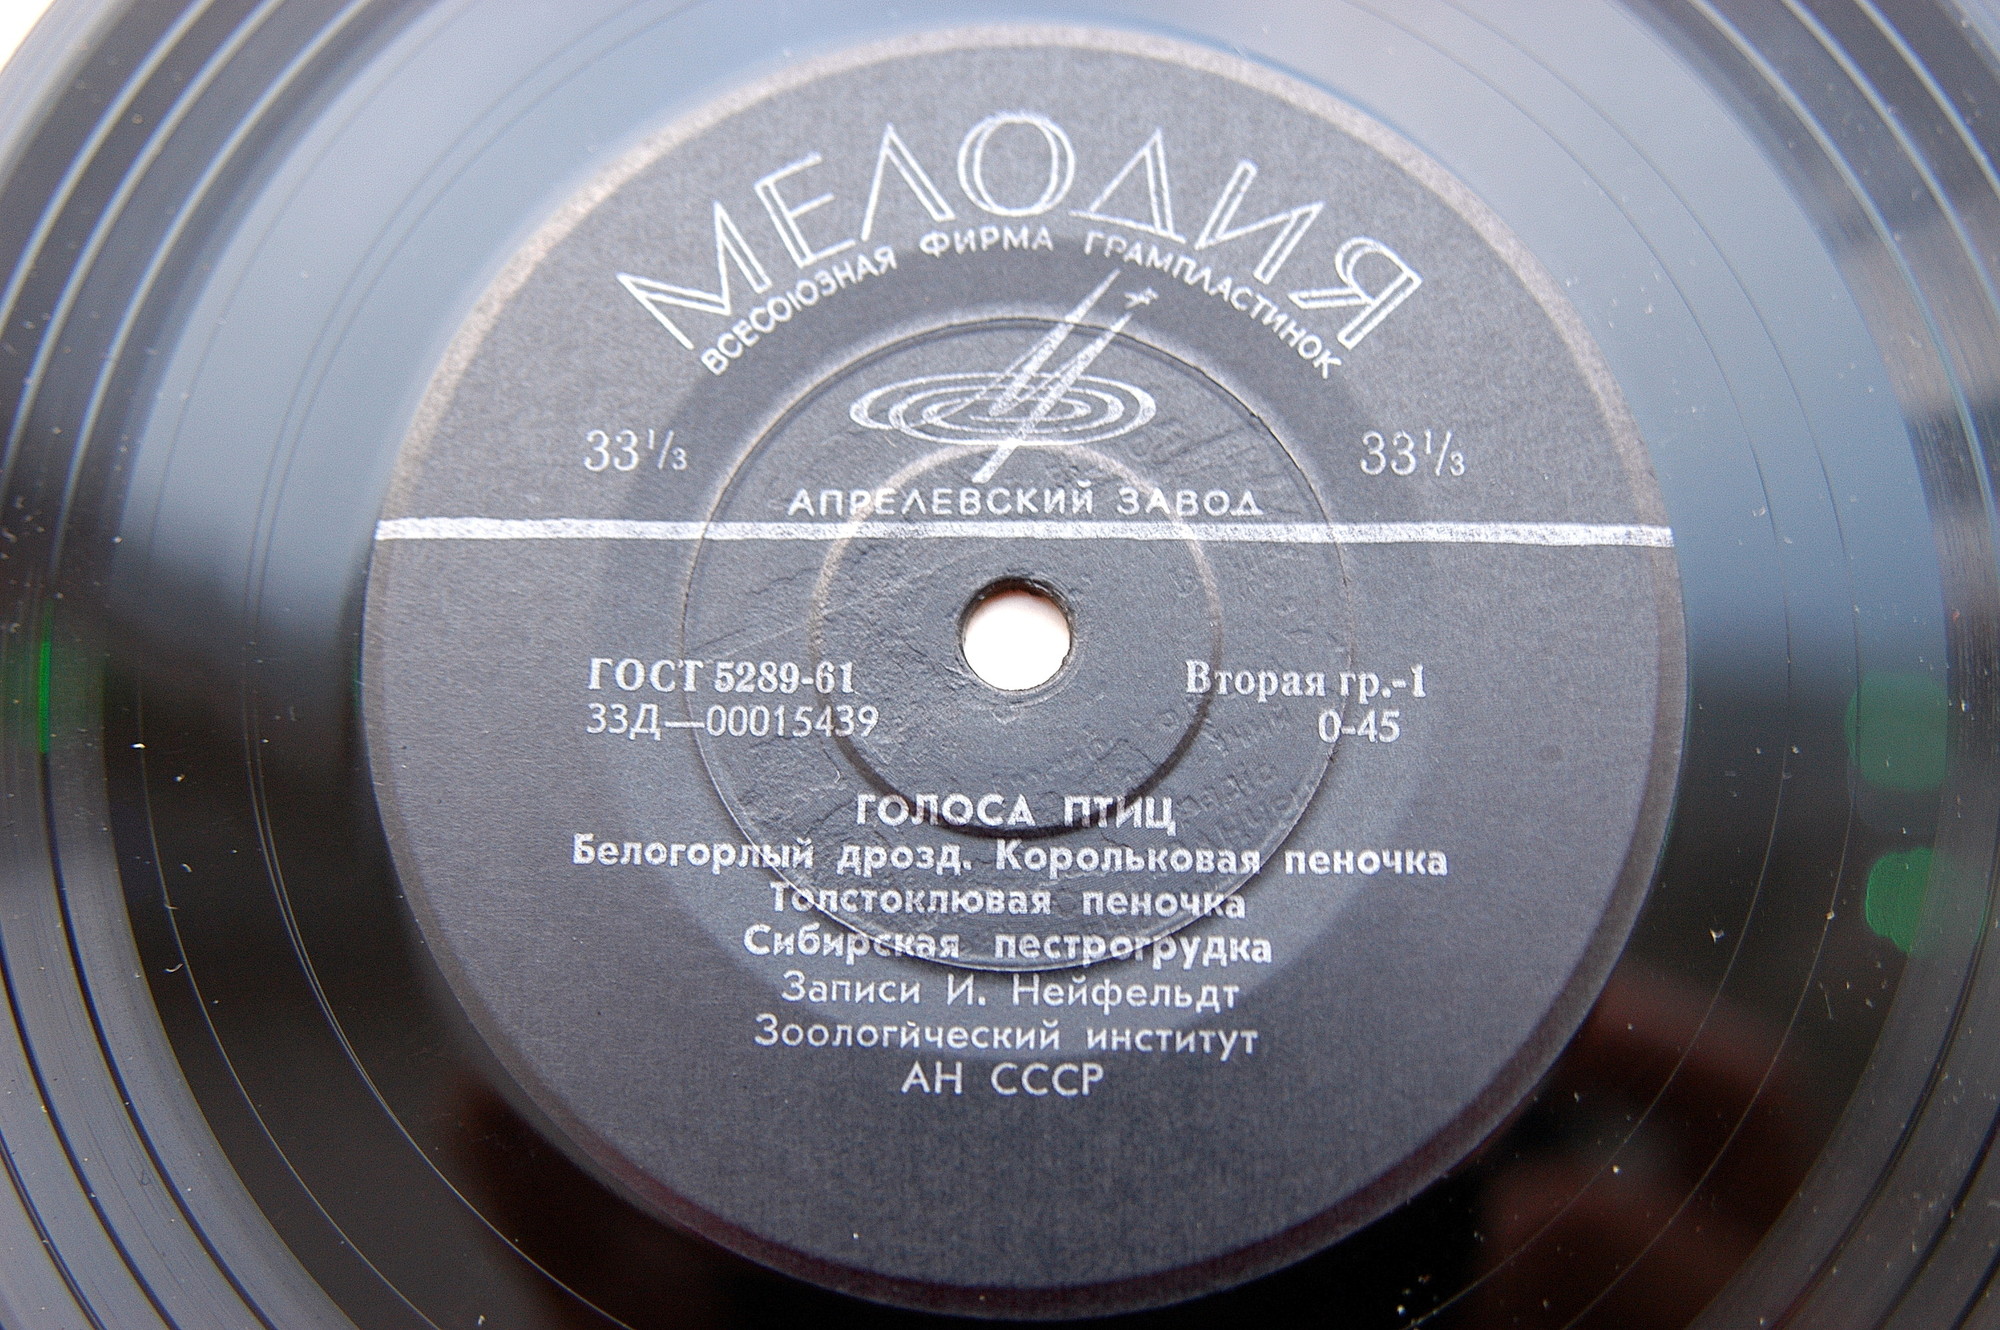 МЕЛОДИЯ
ВСЕСОЮЗНАЯ ФИРМА ГРАМПЛАСТИНОК
33⅓ 33⅓
АПРЕЛЕВСКИЙ ЗАВОД
ГОСТ 5289-61 Вторая гр.-1
33Д—00015439 0-45
ГОЛОСА ПТИЦ
Белогорлый дрозд. Корольковая пеночка
Толстоклювая пеночка
Сибирская пестрогрудка
Записи И. Нейфельдт
Зоологический институт
АН СССР